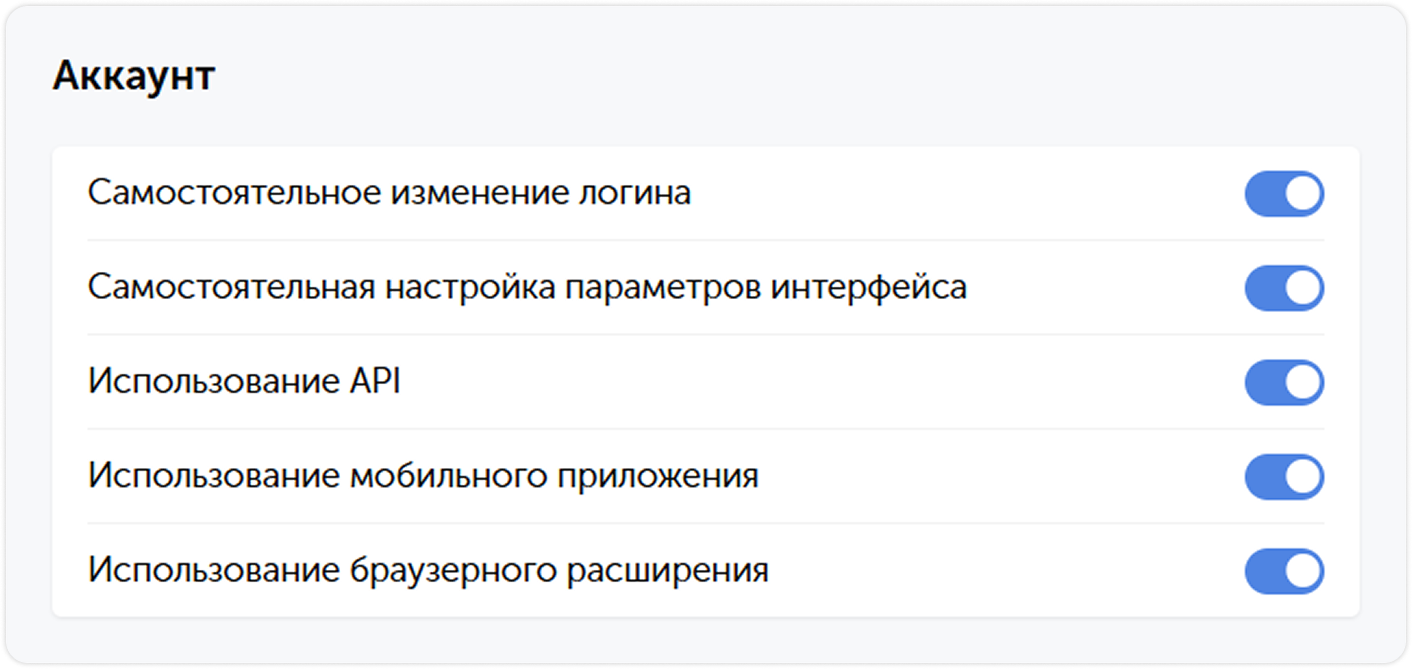 Аккаунт
Самостоятельное изменение логина
Самостоятельная настройка параметров интерфейса
Использование API
Использование мобильного приложения
Использование браузерного расширения